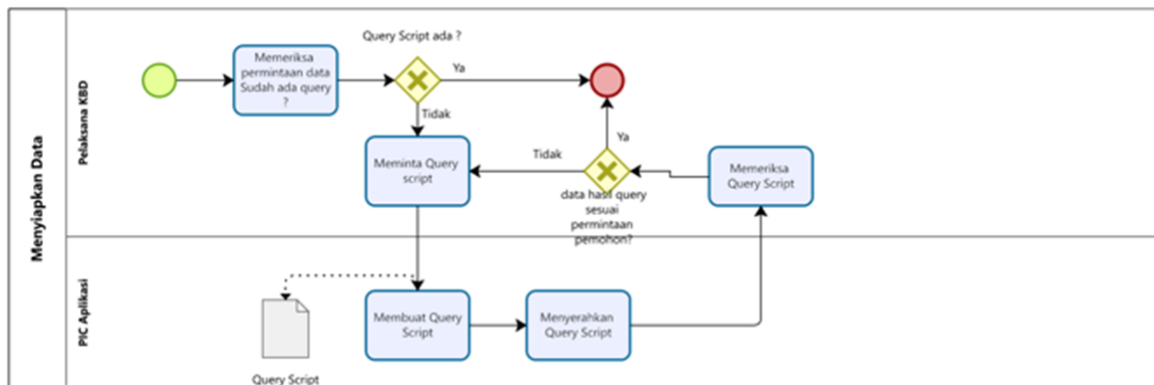 Menyiapkan Data
Pelaksana KBD
Query Script ada ?
Memeriksa
permintaan data
Sudah ada query
?
Ya
Tidak
Meminta Query
script
Tidak
Ya
data hasil query
sesuai
permintaan
pemohon?
Memeriksa
Query Script
PIC Aplikasi
Membuat Query
Script
Menyerahkan
Query Script
Query Script